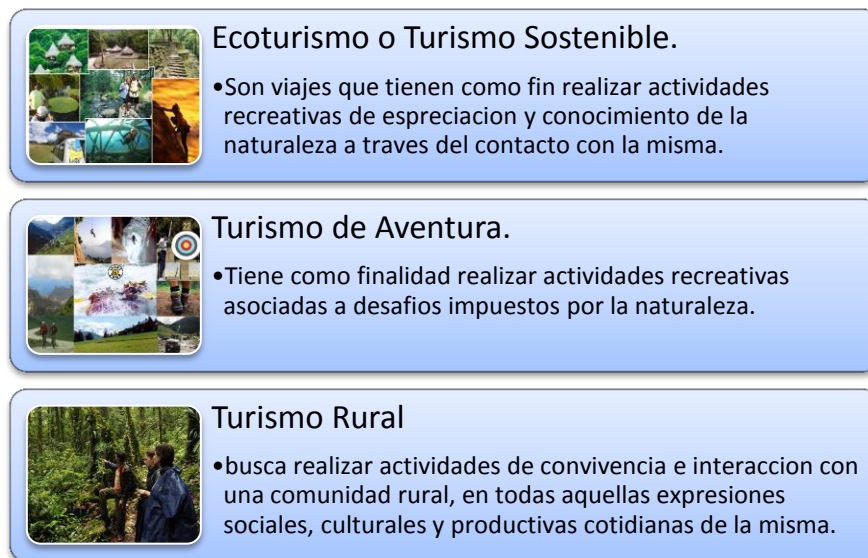 Ecoturismo o Turismo Sostenible.
•Son viajes que tienen como fin realizar actividades
recreativas de espreciacion y conocimiento de la
naturaleza a traves del contacto con la misma.
Turismo de Aventura.
•Tiene como finalidad realizar actividades recreativas
asociadas a desafios impuestos por la naturaleza.
Turismo Rural
•busca realizar actividades de convivencia e interaccion con
una comunidad rural, en todas aquellas expresiones
sociales, culturales y productivas cotidianas de la misma.